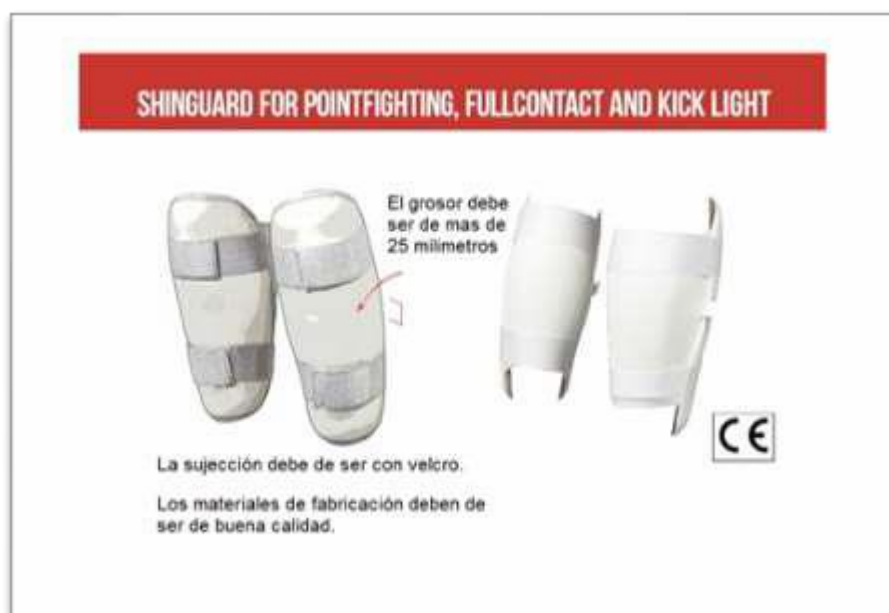 SHINGUARD FOR POINTFIGHTING, FULLCONTACT AND KICK LIGHT
El grosor debe
ser de mas de
25 milimetros
CE
La sujección debe de ser con velcro.
Los materiales de fabricación deben de
ser de buena calidad.